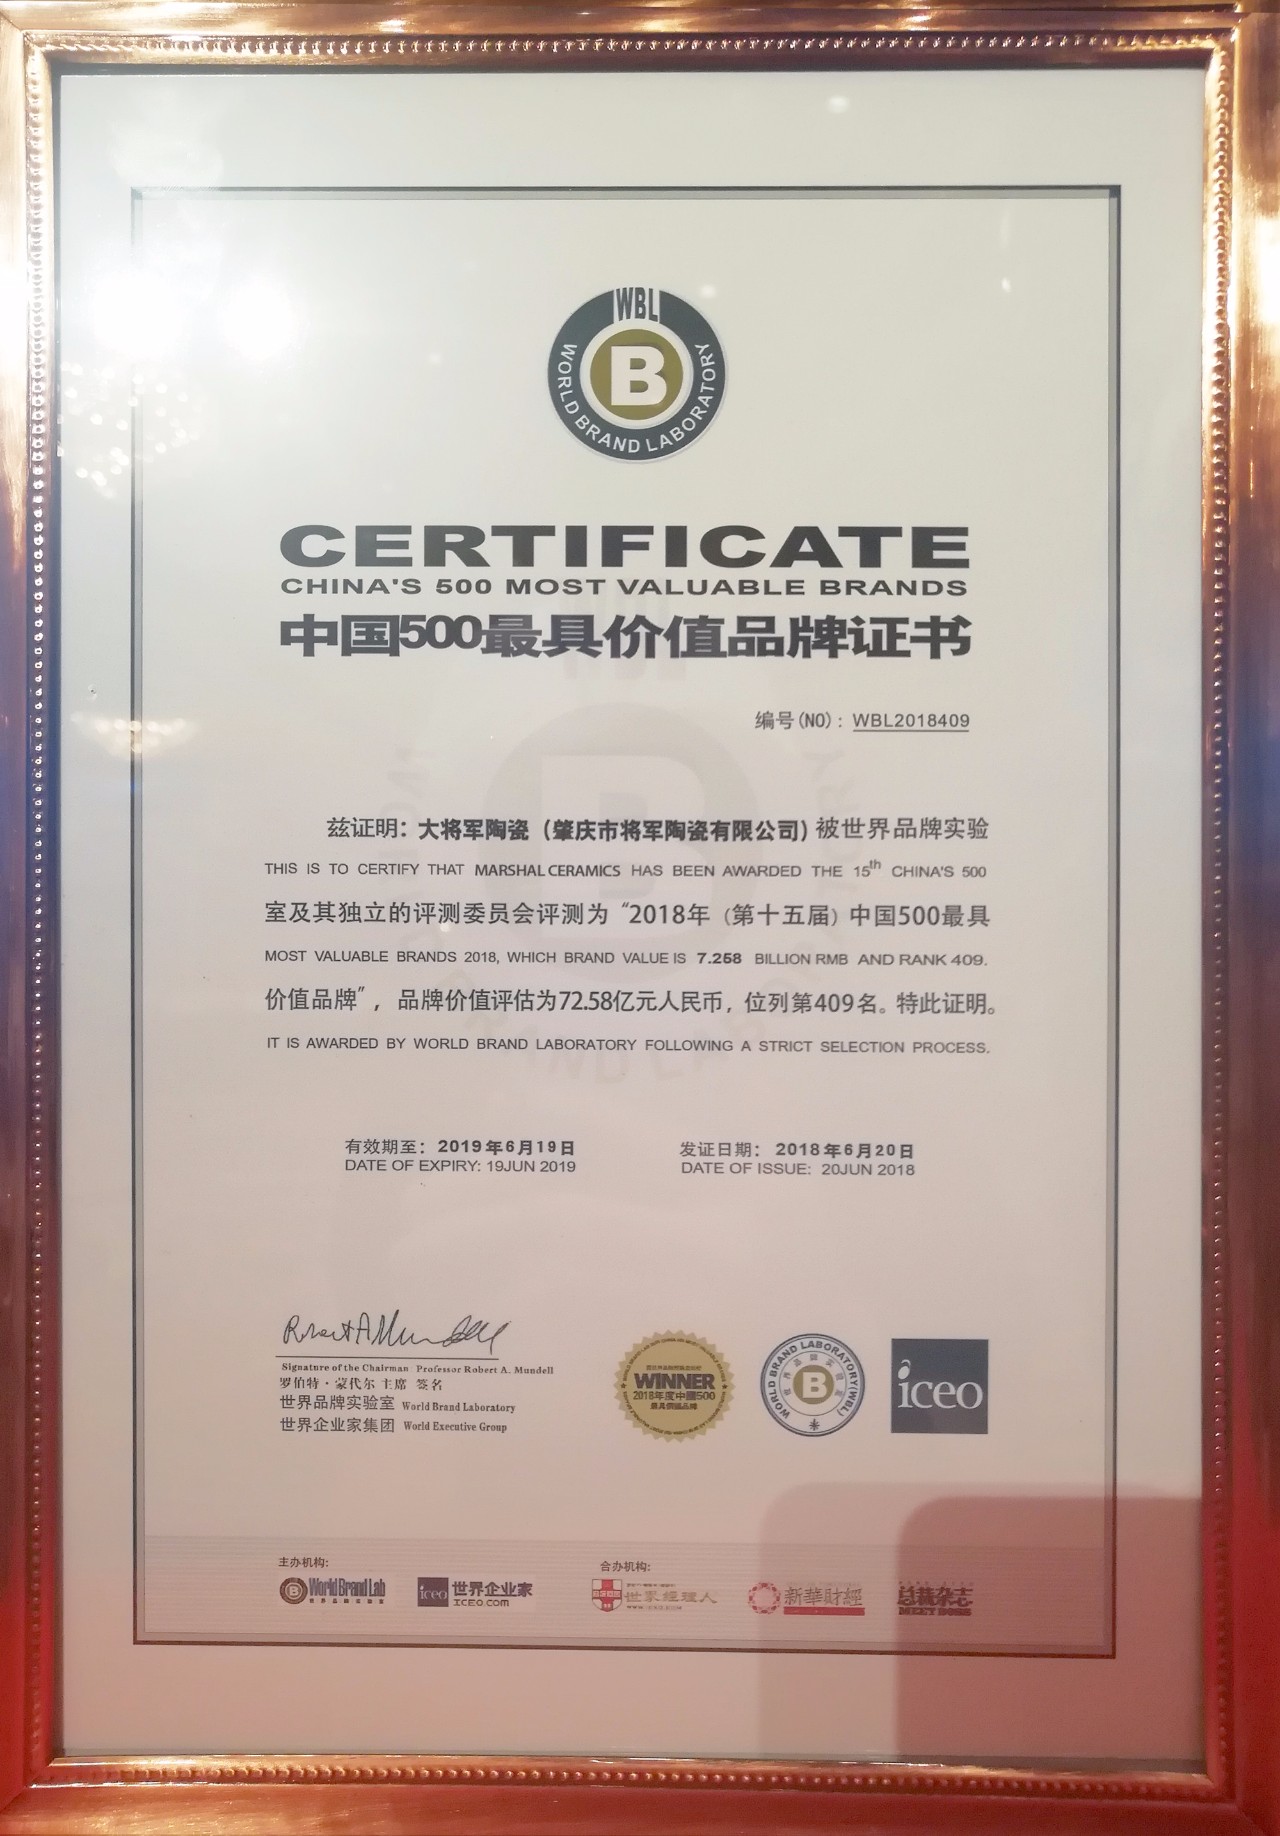 WBL
WORLD BRAND LABORATORY
B
CERTIFICATE
CHINA'S 500 MOST VALUABLE BRANDS
中国500最具价值品牌证书
编号(NO)：WBL2018409
兹证明：大将军陶瓷（肇庆市将军陶瓷有限公司）被世界品牌实验
THIS IS TO CERTIFY THAT MARSHAL CERAMICS HAS BEEN AWARDED THE 15th CHINA'S 500
室及其独立的评测委员会评测为“2018年（第十五届）中国500最具
MOST VALUABLE BRANDS 2018, WHICH BRAND VALUE IS 7.258 BILLION RMB AND RANK 409.
价值品牌”，品牌价值评估为72.58亿元人民币，位列第409名。特此证明。
IT IS AWARDED BY WORLD BRAND LABORATORY FOLLOWING A STRICT SELECTION PROCESS.
有效期至：2019年6月19日 发证日期：2018年6月20日
DATE OF EXPIRY: 19JUN 2019 DATE OF ISSUE: 20JUN 2018
Robert A Mundell
Signature of the Chairman Professor Robert A. Mundell
罗伯特·蒙代尔 主席 签名
世界品牌实验室 World Brand Laboratory
世界企业家集团 World Executive Group
WINNER
2018年度中國500
最具價值品牌
WORLD BRAND LABORATORY(WBL)
B
iceo
主办机构： 合办机构：
B World Brand Lab
世界品牌实验室
iceo 世界企业家
ICEO.COM
世家经理人
新華財經
总裁杂志
MEET BOSS